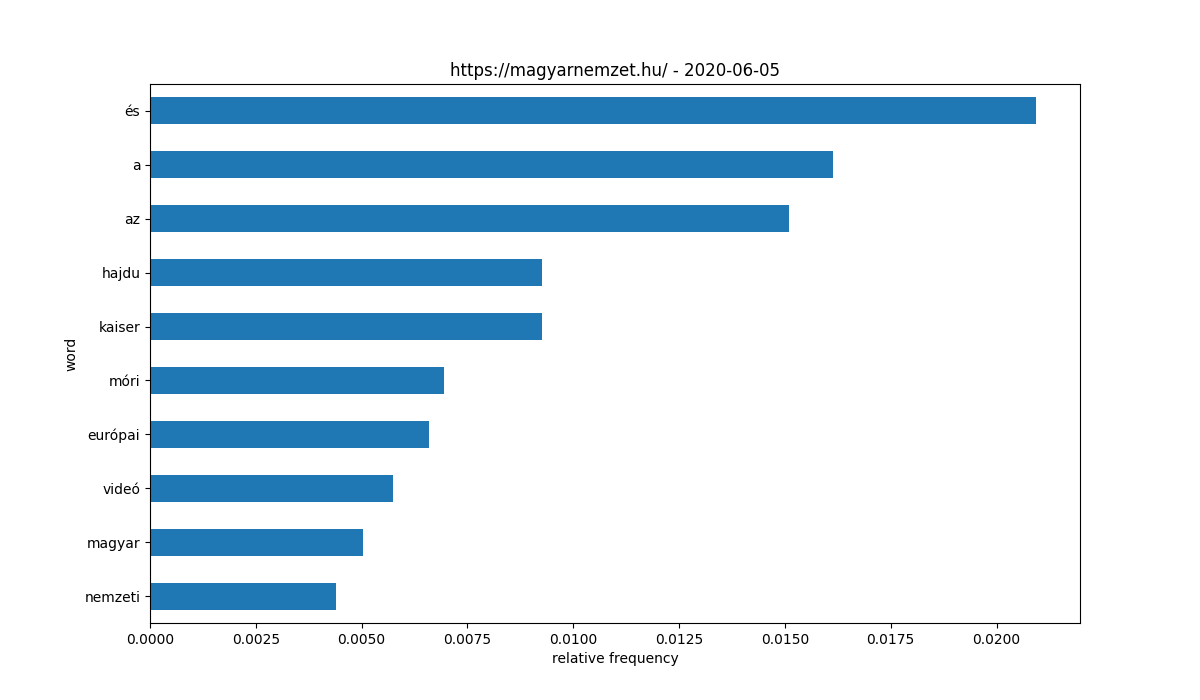 https://magyarnemzet.hu/ - 2020-06-05
és
a
az
hajdu
kaiser
móri
európai
videó
magyar
nemzeti
word
0.0000 0.0025 0.0050 0.0075 0.0100 0.0125 0.0150 0.0175 0.0200
relative frequency